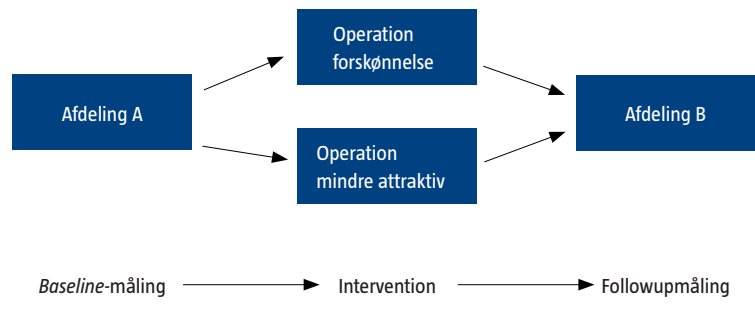 Operation
forskønnelse
Afdeling A
Afdeling B
Operation
mindre attraktiv
Baseline-måling
Intervention
Followupmåling